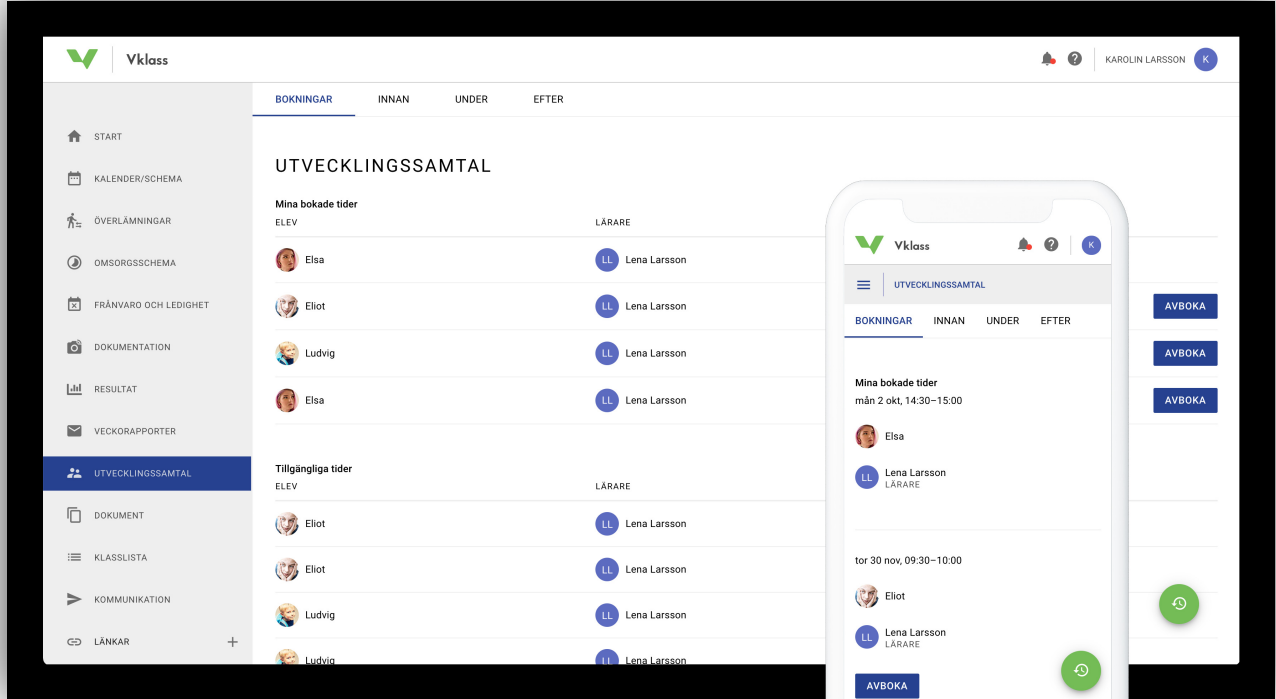 Vklass
KAROLIN LARSSON K
BOKNINGAR INNAN UNDER EFTER
START
KALENDER/SCHEMA
ÖVERLÄMNINGAR
OMSORGSSCHEMA
FRÅNVARO OCH LEDIGHET
DOKUMENTATION
RESULTAT
VECKORAPPORTER
UTVECKLINGSSAMTAL
DOKUMENT
KLASSLISTA
KOMMUNIKATION
LÄNKAR +
UTVECKLINGSSAMTAL
Mina bokade tider
ELEV LÄRARE
Elsa LL Lena Larsson
Eliot LL Lena Larsson AVBOKA
Ludvig LL Lena Larsson AVBOKA
Elsa LL Lena Larsson AVBOKA
Tillgängliga tider
ELEV LÄRARE
Eliot LL Lena Larsson
Eliot LL Lena Larsson
Ludvig LL Lena Larsson
Ludvig LL Lena Larsson
Vklass K
UTVECKLINGSSAMTAL
BOKNINGAR INNAN UNDER EFTER
Mina bokade tider
mån 2 okt, 14:30–15:00
Elsa
LL Lena Larsson
LÄRARE
tor 30 nov, 09:30–10:00
Eliot
LL Lena Larsson
LÄRARE
AVBOKA